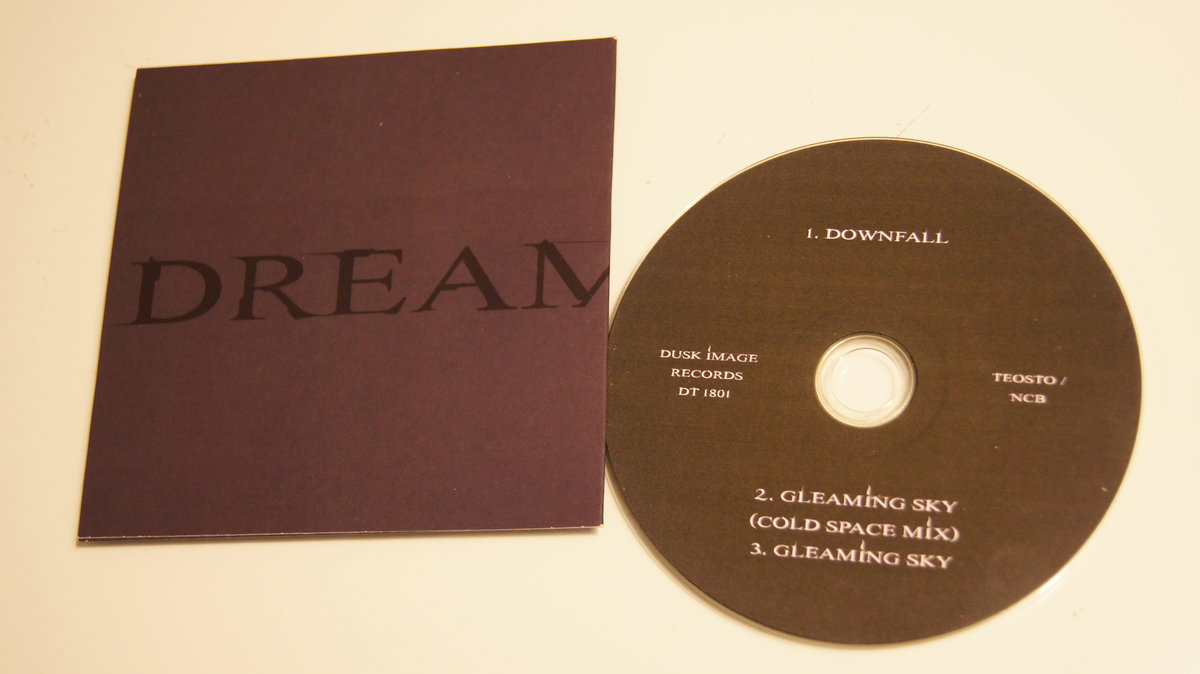 DREAM
1. DOWNFALL
DUSK IMAGE
RECORDS
DT 1801
TEOSTO /
NCB
2. GLEAMING SKY
(COLD SPACE MIX)
3. GLEAMING SKY